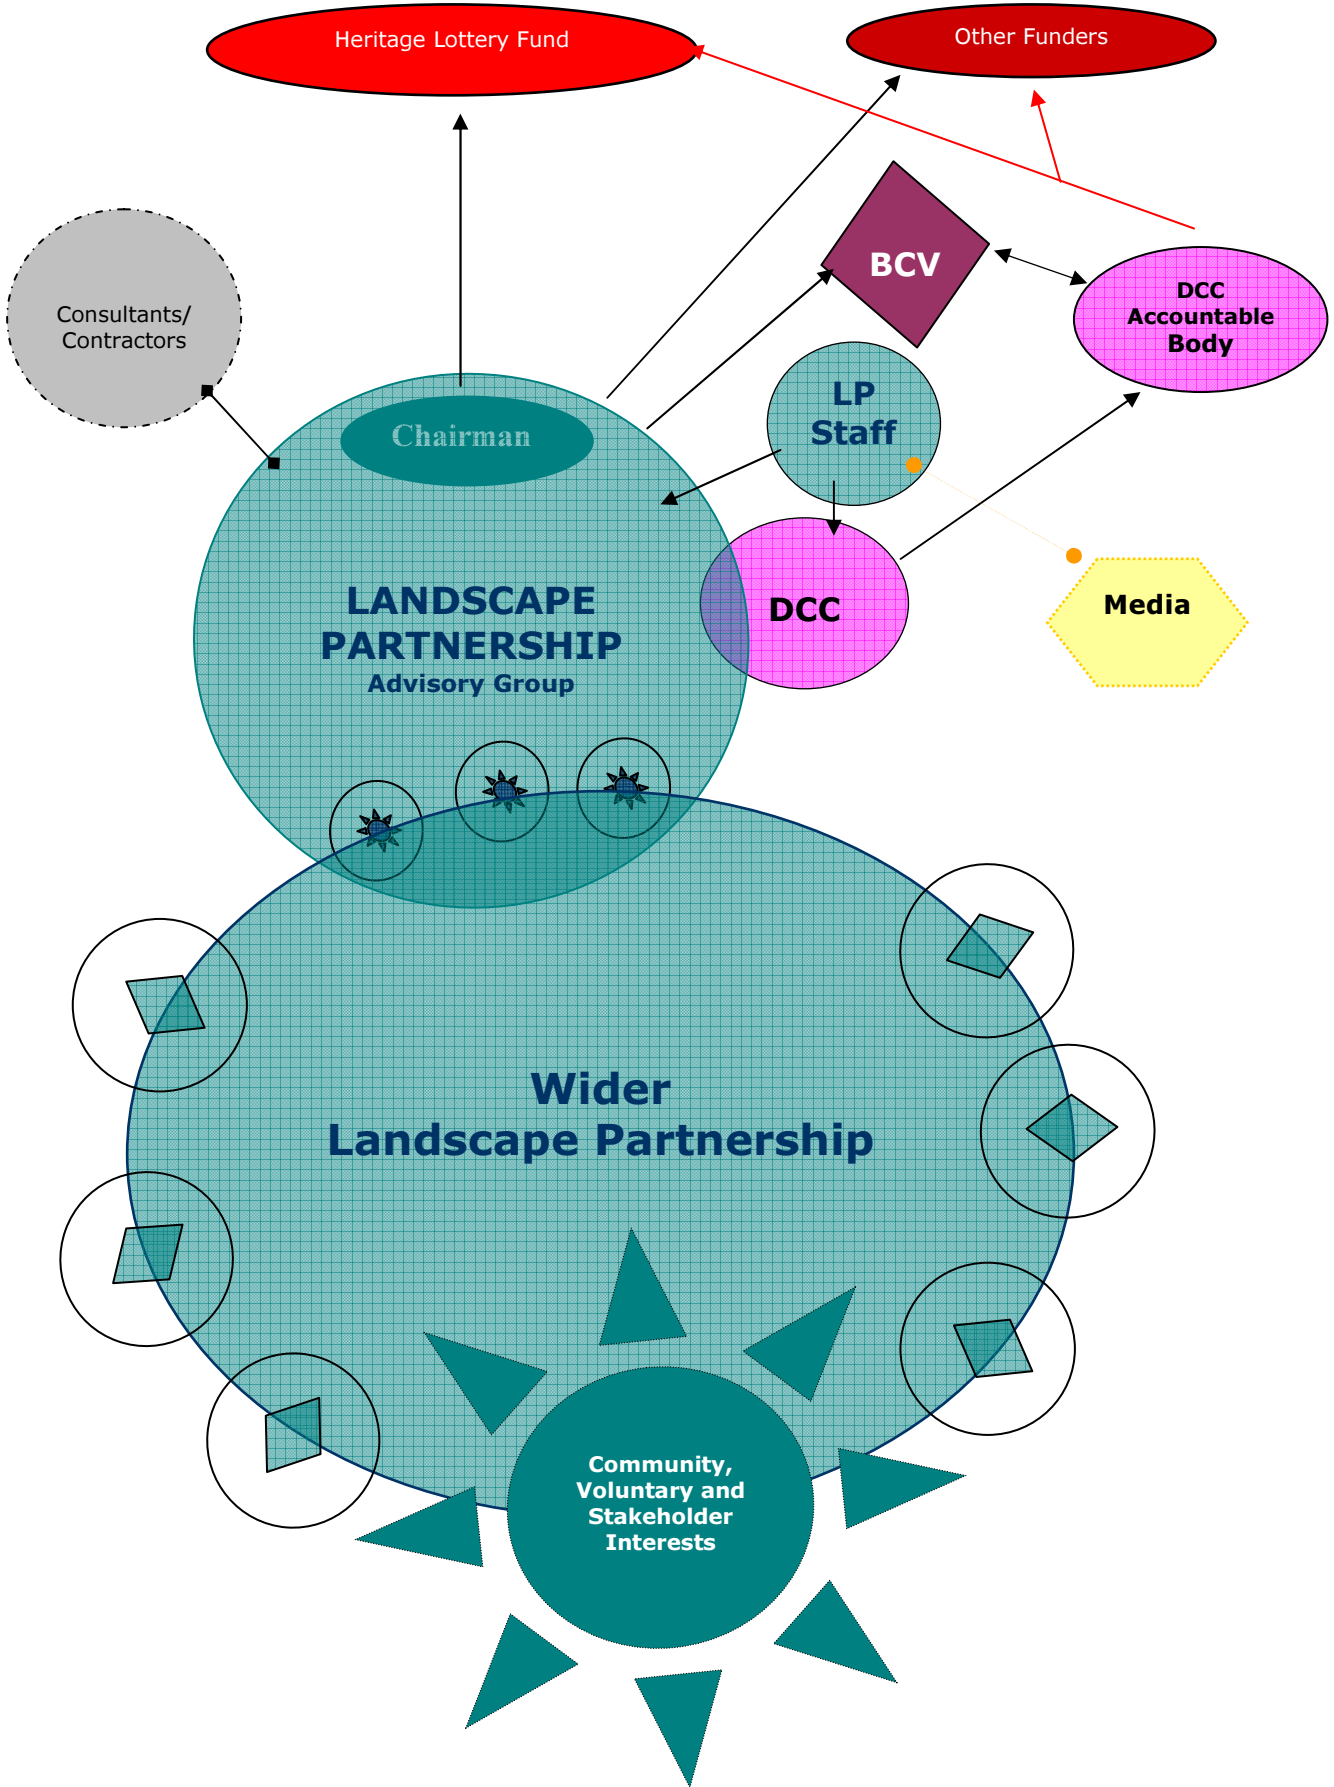 Heritage Lottery Fund
Other Funders
BCV
DCC
Accountable
Body
Consultants/
Contractors
LP
Staff
Chairman
LANDSCAPE
PARTNERSHIP
Advisory Group
DCC
Media
Wider
Landscape Partnership
Community,
Voluntary and
Stakeholder
Interests